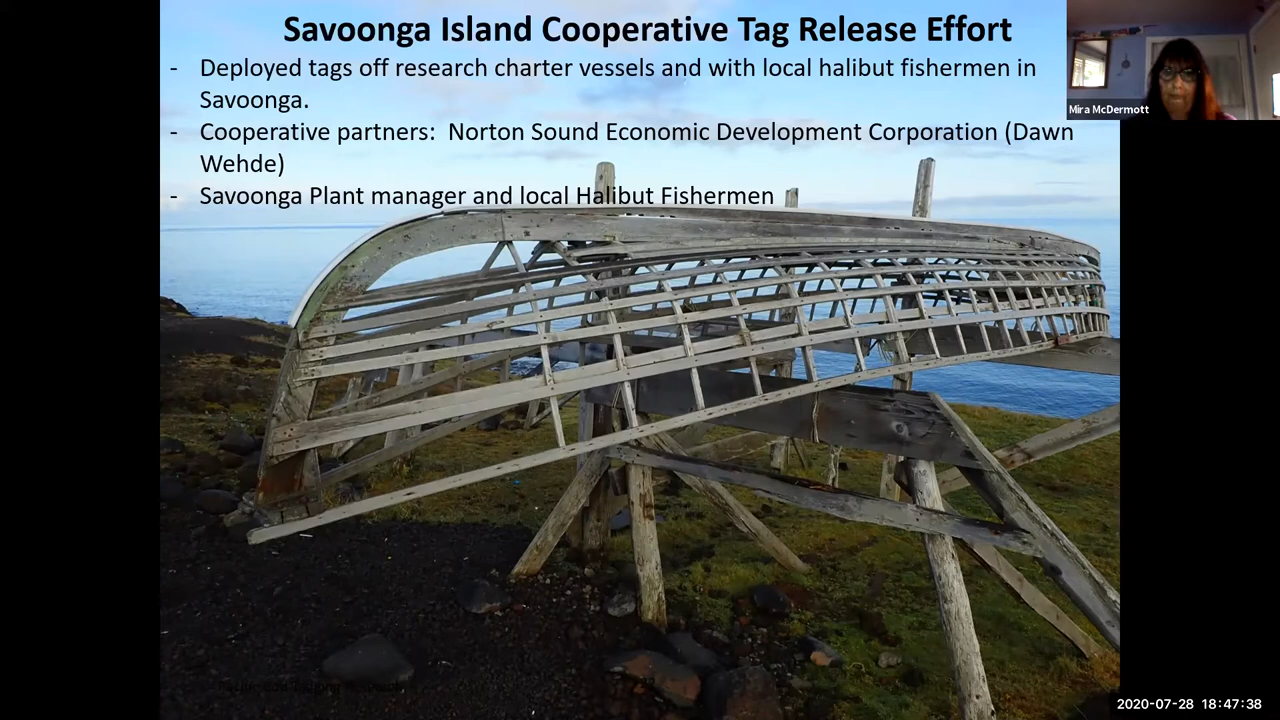 Savoonga Island Cooperative Tag Release Effort
- Deployed tags off research charter vessels and with local halibut fishermen in
Savoonga.
- Cooperative partners: Norton Sound Economic Development Corporation (Dawn
Wehde)
- Savoonga Plant manager and local Halibut Fishermen
Mira McDermott
2020-07-28 18:47:38